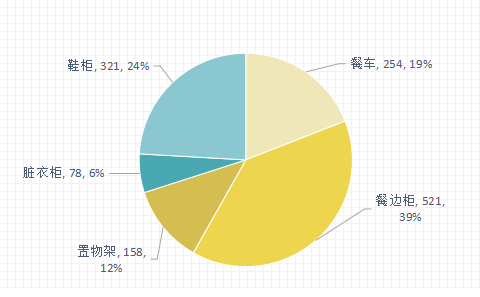 鞋柜, 321, 24%
餐车, 254, 19%
脏衣柜, 78, 6%
餐边柜, 521,
39%
置物架, 158,
12%